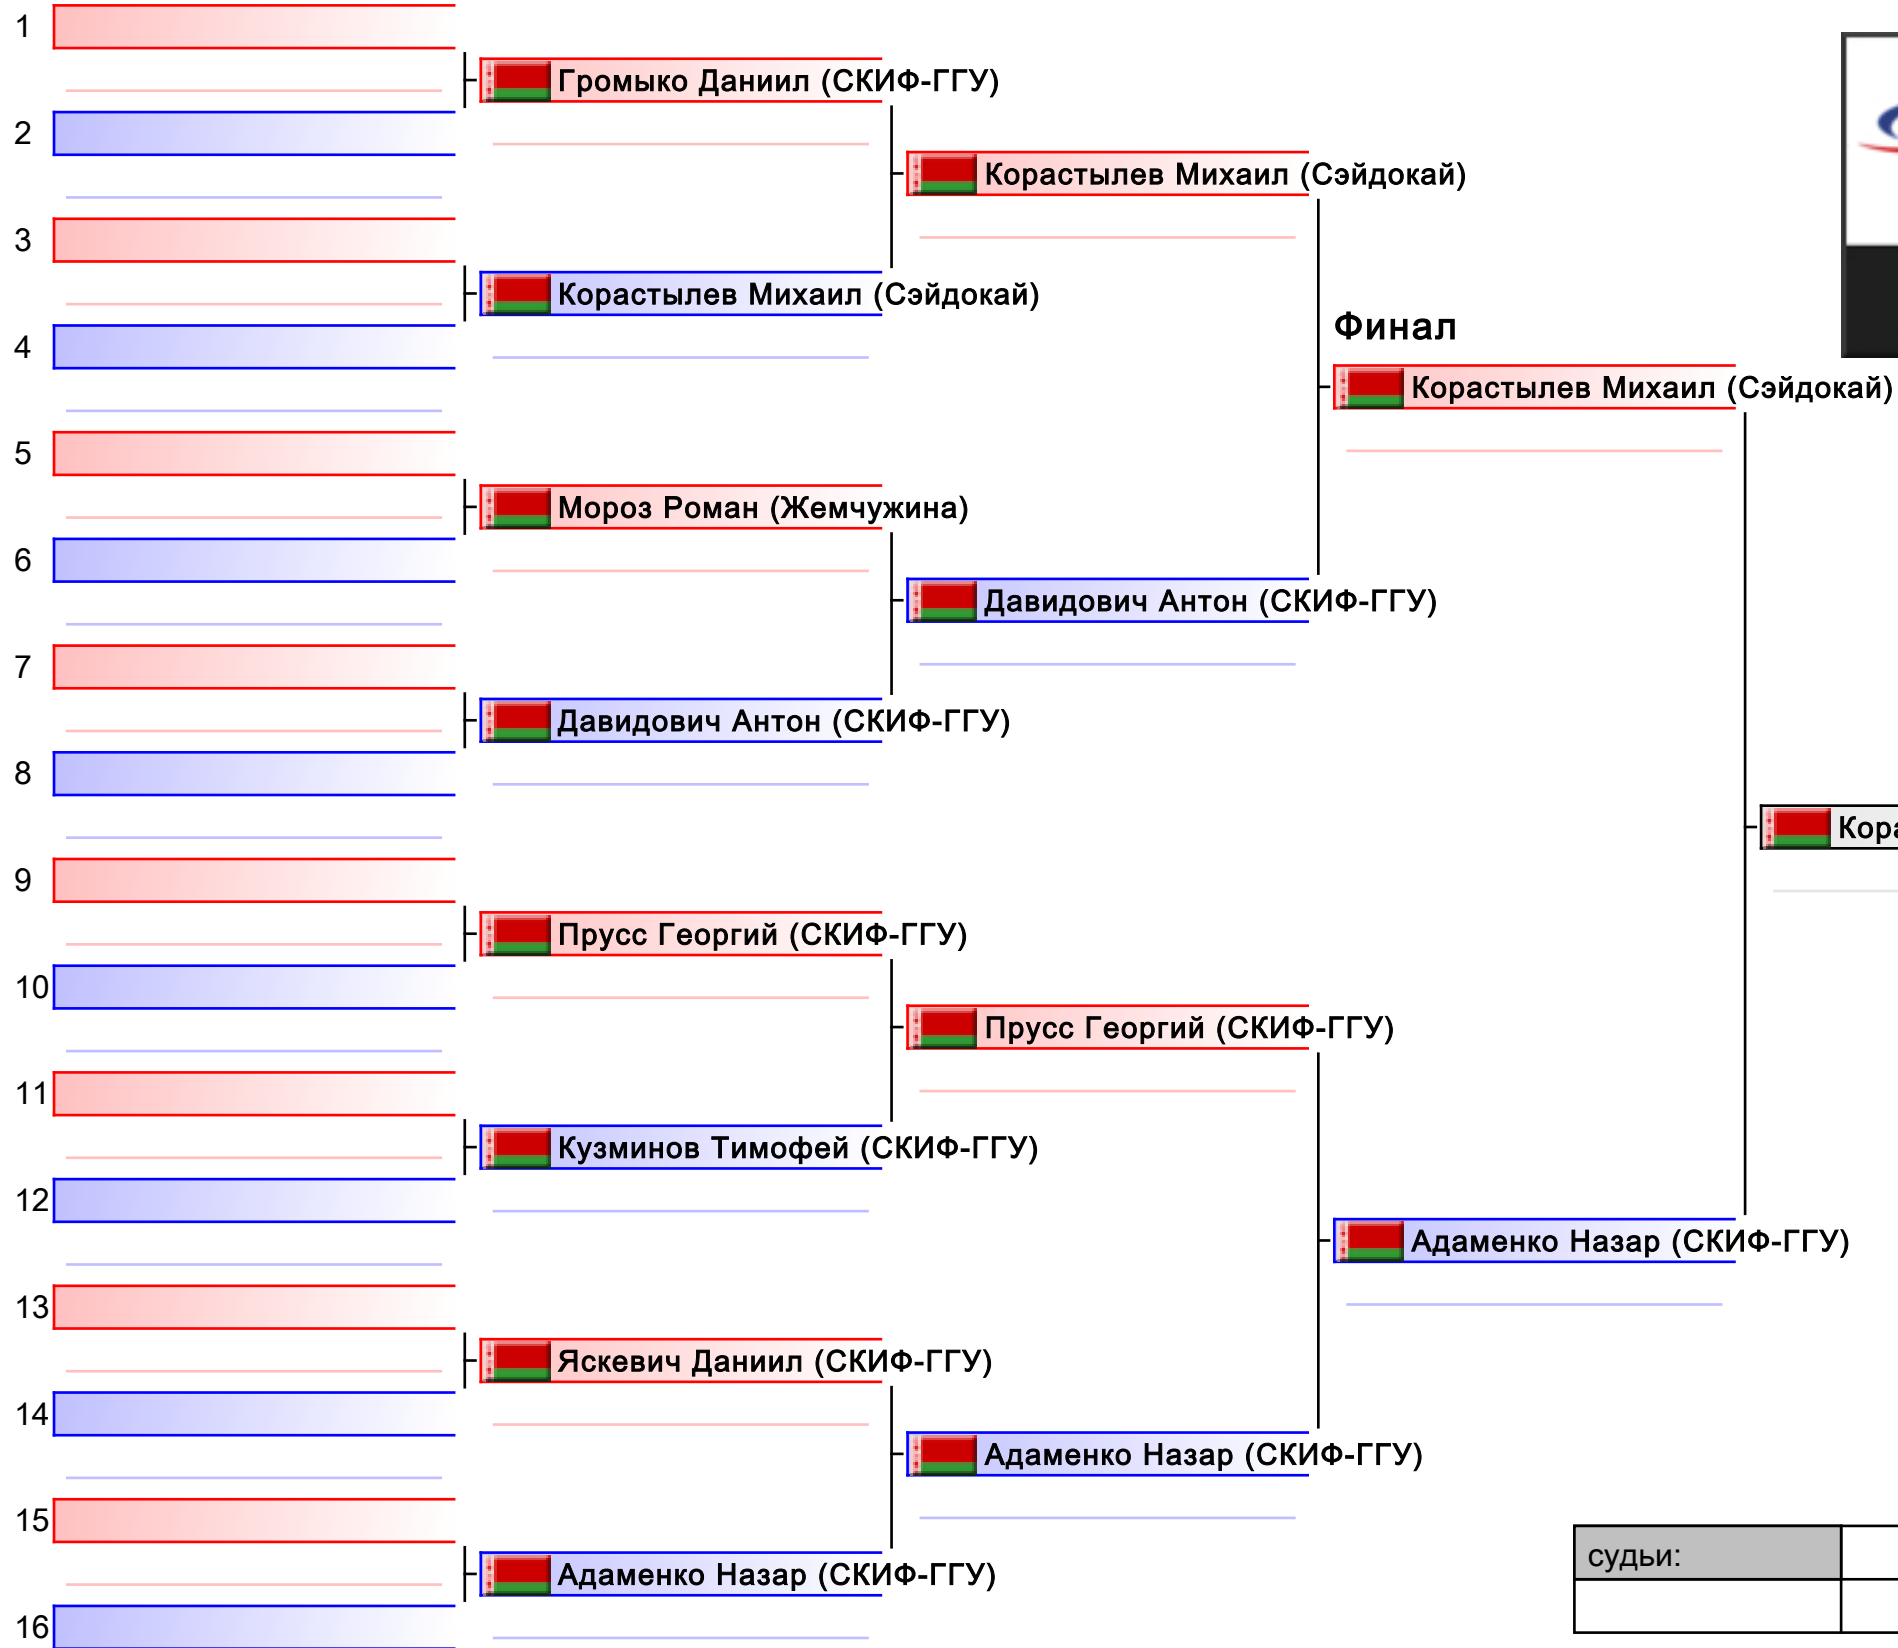 1
Громыко Даниил (СКИФ-ГГУ)
2
Корастылев Михаил (Сэйдокай)
3
Корастылев Михаил (Сэйдокай)
Финал
4
Корастылев Михаил (Сэйдокай)
5
Мороз Роман (Жемчужина)
6
Давидович Антон (СКИФ-ГГУ)
7
Давидович Антон (СКИФ-ГГУ)
8
Кора
9
Прусс Георгий (СКИФ-ГГУ)
10
Прусс Георгий (СКИФ-ГГУ)
11
Кузминов Тимофей (СКИФ-ГГУ)
12
Адаменко Назар (СКИФ-ГГУ)
13
Яскевич Даниил (СКИФ-ГГУ)
14
Адаменко Назар (СКИФ-ГГУ)
15
судьи:
Адаменко Назар (СКИФ-ГГУ)
16